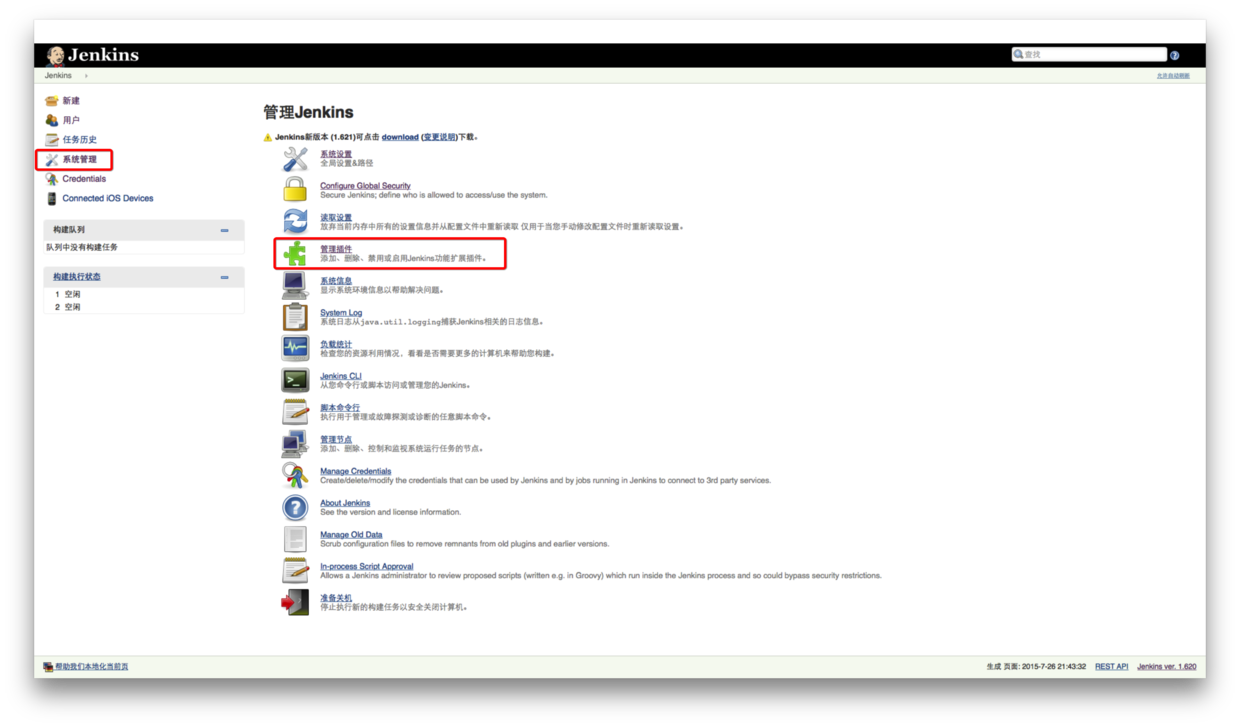 Jenkins
查找
Jenkins
允许自动刷新
新建
用户
任务历史
系统管理
Credentials
Connected iOS Devices
构建队列
队列中没有构建任务
构建执行状态
1 空闲
2 空闲
管理Jenkins
Jenkins新版本 (1.621)可点击 download (变更说明)下载。
系统设置
全局设置&路径
Configure Global Security
Secure Jenkins; define who is allowed to access/use the system.
读取设置
放弃当前内存中所有的设置信息并从配置文件中重新读取 仅用于当您手动修改配置文件时重新读取设置。
管理插件
添加、删除、禁用或启用Jenkins功能扩展插件。
系统信息
显示系统环境信息以帮助解决问题。
System Log
系统日志从java.util.logging捕获Jenkins相关的日志信息。
负载统计
检查您的资源利用情况，看看是否需要更多的计算机来帮助您构建。
Jenkins CLI
从您命令行或脚本访问或管理您的Jenkins。
脚本命令行
执行用于管理或故障探测或诊断的任意脚本命令。
管理节点
添加、删除、控制和监视系统运行任务的节点。
Manage Credentials
Create/delete/modify the credentials that can be used by Jenkins and by jobs running in Jenkins to connect to 3rd party services.
About Jenkins
See the version and license information.
Manage Old Data
Scrub configuration files to remove remnants from old plugins and earlier versions.
In-process Script Approval
Allows a Jenkins administrator to review proposed scripts (written e.g. in Groovy) which run inside the Jenkins process and so could bypass security restrictions.
准备关机
停止执行新的构建任务以安全关闭计算机。
帮助我们本地化当前页
生成 页面: 2015-7-26 21:43:32 REST API Jenkins ver. 1.620